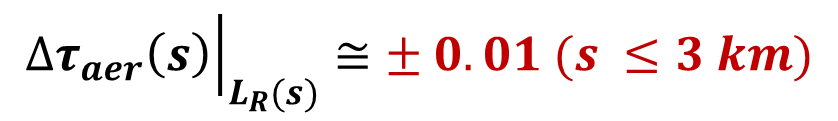 Δτ_aer(s)|_{L_R(s)} ≅ ± 0.01 (s ≤ 3 km)